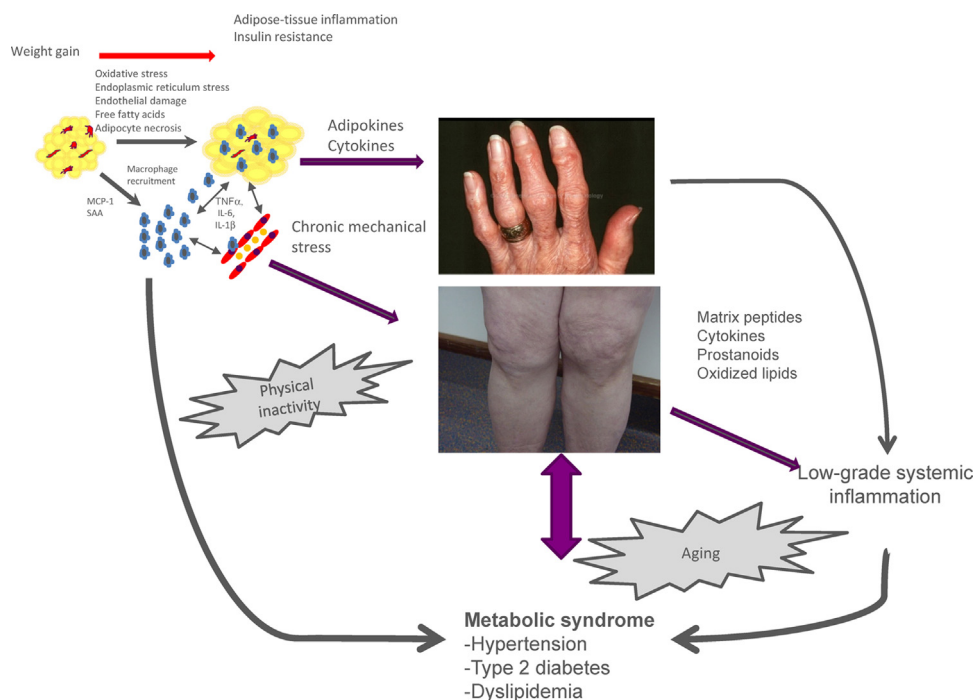 Adipose-tissue inflammation
Insulin resistance
Weight gain
Oxidative stress
Endoplasmic reticulum stress
Endothelial damage
Free fatty acids
Adipocyte necrosis
Adipokines
Cytokines
Macrophage
recruitment
MCP-1
SAA
TNFα,
IL-6,
IL-1β
Chronic mechanical
stress
Matrix peptides
Cytokines
Prostanoids
Oxidized lipids
Physical
inactivity
Low-grade systemic
inflammation
Aging
Metabolic syndrome
-Hypertension
-Type 2 diabetes
-Dyslipidemia